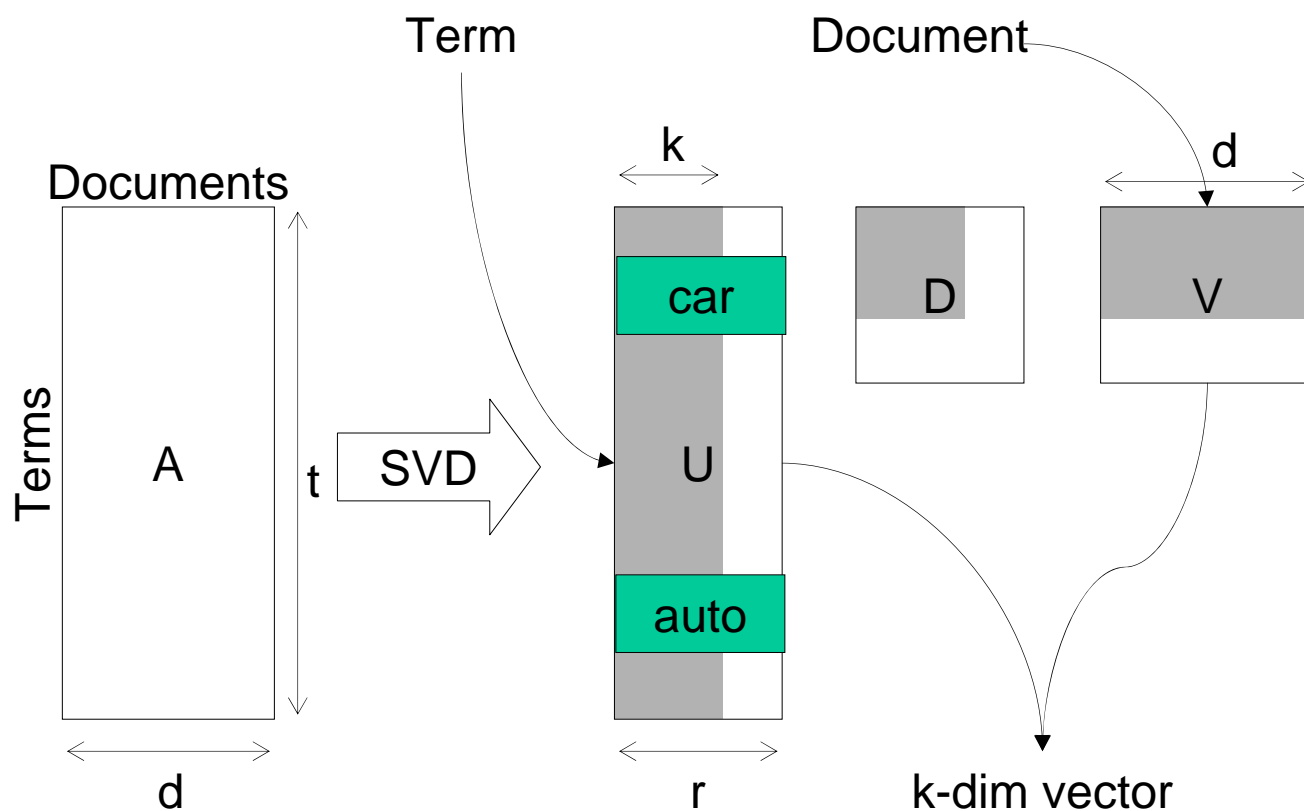 Term
Document
k
d
Documents
car
D
V
Terms
A
t
SVD
U
auto
d
r
k-dim vector